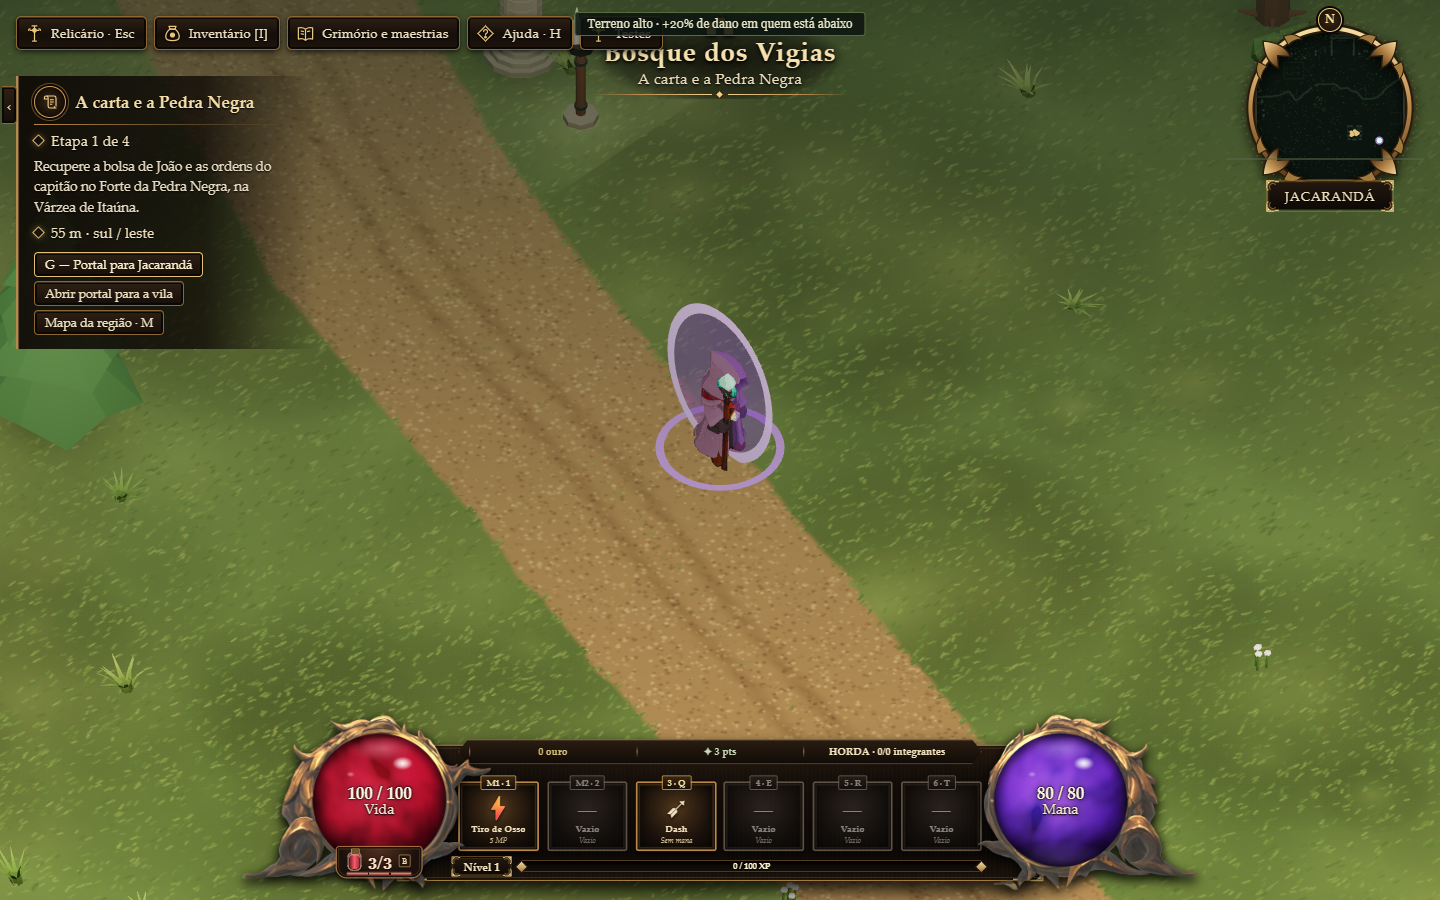 Relicário · Esc
Inventário [I]
Grimório e maestrias
Ajuda · H
Terreno alto · +20% de dano em quem está abaixo
Testes
Bosque dos Vigias
A carta e a Pedra Negra
N
JACARANDÁ
A carta e a Pedra Negra
Etapa 1 de 4
Recupere a bolsa de João e as ordens do
capitão no Forte da Pedra Negra, na
Várzea de Itaúna.
55 m · sul / leste
G — Portal para Jacarandá
Abrir portal para a vila
Mapa da região · M
0 ouro
3 pts
HORDA · 0/0 integrantes
100 / 100
Vida
3/3
B
M1 · 1
Tiro de Osso
5 MP
M2 · 2
Vazio
Vazio
3 · Q
Dash
Sem mana
4 · E
Vazio
Vazio
5 · R
Vazio
Vazio
6 · T
Vazio
Vazio
80 / 80
Mana
Nível 1
0 / 100 XP